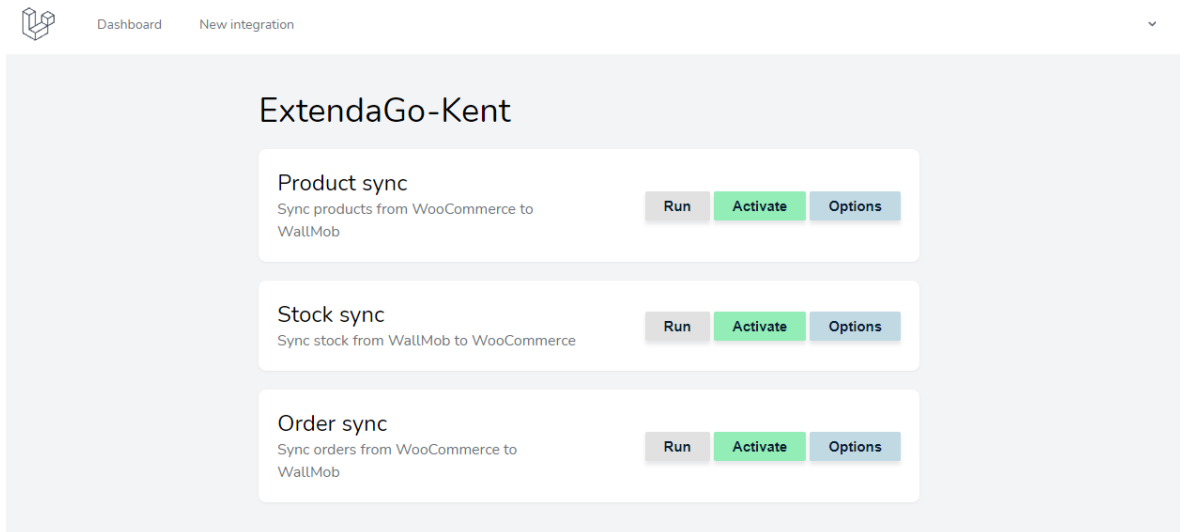 Dashboard New integration
ExtendaGo-Kent
Product sync
Sync products from WooCommerce to
WallMob
Run Activate Options
Stock sync
Sync stock from WallMob to WooCommerce
Run Activate Options
Order sync
Sync orders from WooCommerce to
WallMob
Run Activate Options